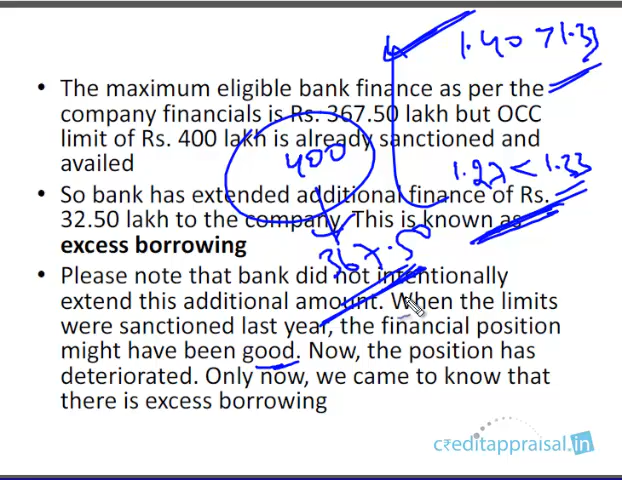 1.40 > 1.33
• The maximum eligible bank finance as per the
company financials is Rs. 367.50 lakh but OCC
limit of Rs. 400 lakh is already sanctioned and
availed
400
1.27 < 1.33
• So bank has extended additional finance of Rs.
32.50 lakh to the company. This is known as
excess borrowing
367.50
• Please note that bank did not intentionally
extend this additional amount. When the limits
were sanctioned last year, the financial position
might have been good. Now, the position has
deteriorated. Only now, we came to know that
there is excess borrowing
c₹editappraisal.in